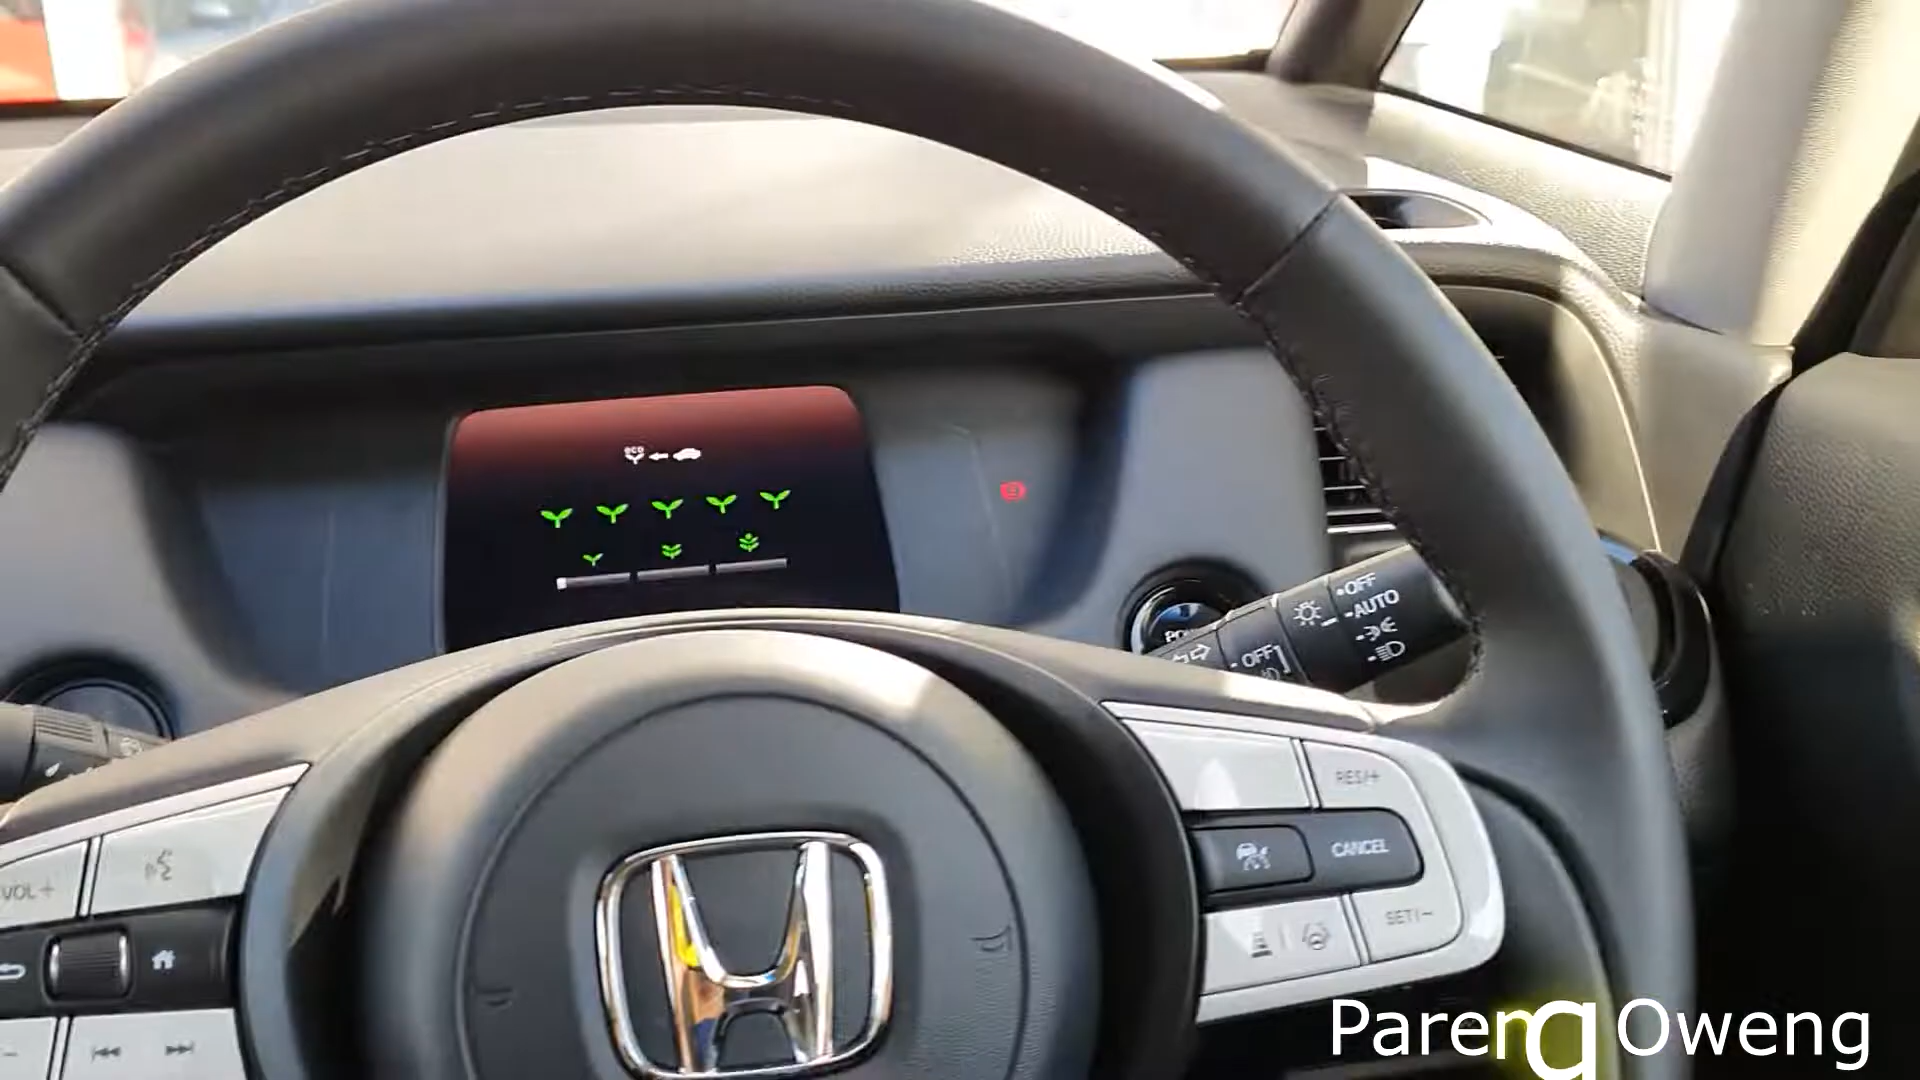 eco
OFF
AUTO
OFF
RES/+
CANCEL
SET/-
VOL+
Pareng Oweng